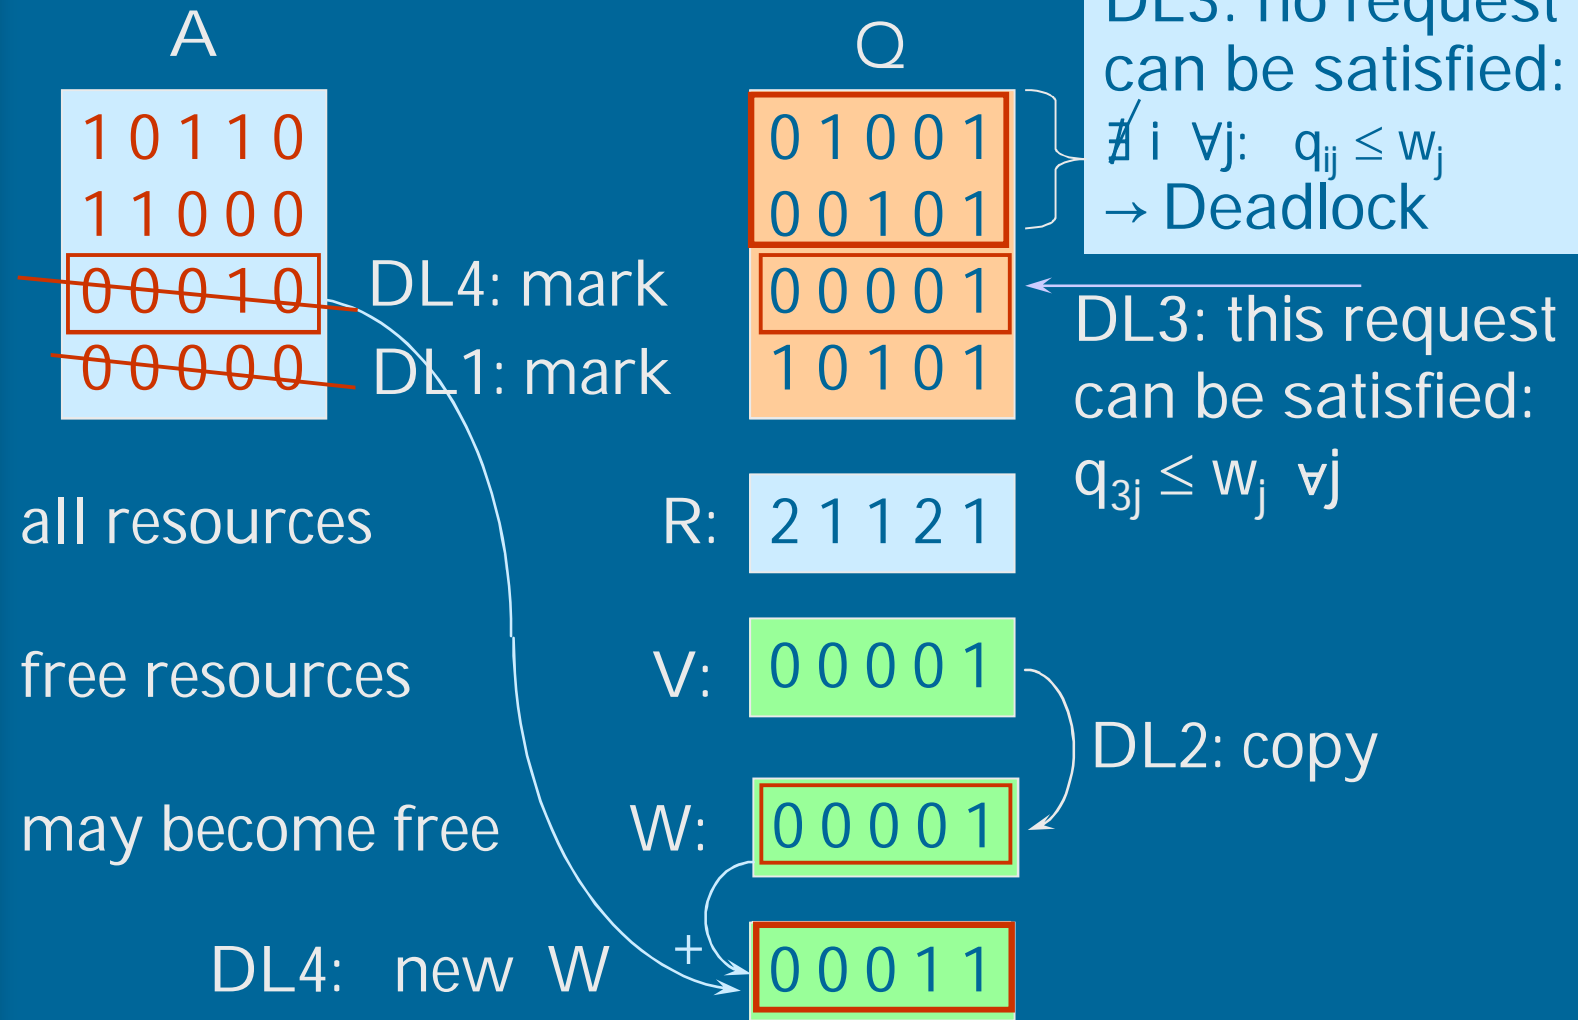 A
Q
DL3: no request
can be satisfied:
∄ i ∀j: qij ≤ wj
→ Deadlock
1 0 1 1 0
1 1 0 0 0
0 0 0 1 0
0 0 0 0 0
DL4: mark
DL1: mark
0 1 0 0 1
0 0 1 0 1
0 0 0 0 1
1 0 1 0 1
DL3: this request
can be satisfied:
q3j ≤ wj ∀j
all resources R: 2 1 1 2 1
free resources V: 0 0 0 0 1
DL2: copy
may become free W: 0 0 0 0 1
DL4: new W + 0 0 0 1 1